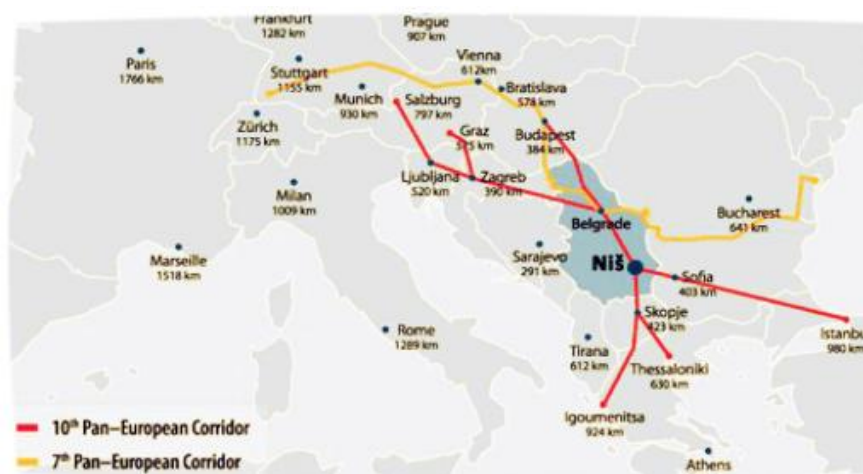 Frankfurt
1282 km
Prague
907 km
Paris
1766 km
Stuttgart
1155 km
Vienna
612km
Munich
930 km
Salzburg
797 km
Bratislava
578 km
Zürich
1175 km
Graz
575 km
Budapest
384 km
Ljubljana
520 km
Zagreb
390 km
Milan
1009 km
Belgrade
Bucharest
641 km
Marseille
1518 km
Sarajevo
291 km
Niš
Sofia
403 km
Skopje
423 km
Istanbu
980 km
Rome
1289 km
Tirana
612 km
Thessaloniki
630 km
Igoumenitsa
924 km
Athens
10th Pan–European Corridor
7th Pan–European Corridor